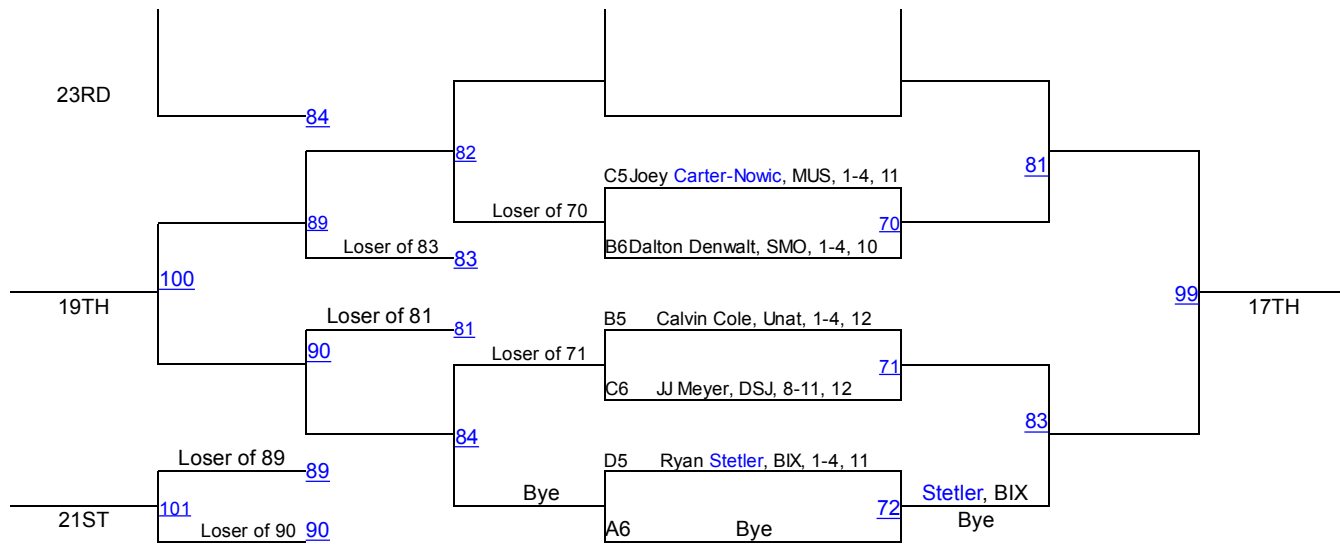 23RD
84
82
81
C5Joey Carter-Nowic, MUS, 1-4, 11
Loser of 70
89
70
Loser of 83
83
B6Dalton Denwalt, SMO, 1-4, 10
100
99
19TH
17TH
Loser of 81
81
B5 Calvin Cole, Unat, 1-4, 12
90
Loser of 71
71
C6 JJ Meyer, DSJ, 8-11, 12
84
83
Loser of 89
89
D5 Ryan Stetler, BIX, 1-4, 11
Bye
Stetler, BIX
101
72
21ST
Bye
Loser of 90
90
A6 Bye